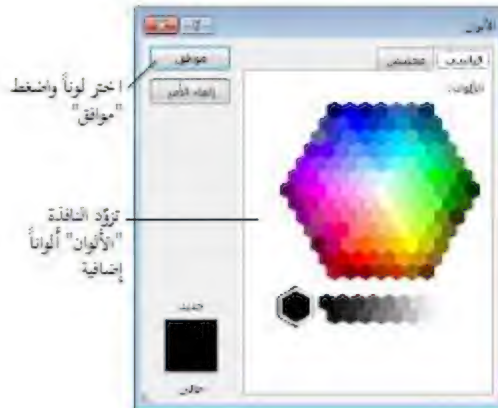 الألوان
قياسي
مخصص
الألوان:
موافق
إلغاء الأمر
اختر لوناً واضغط
"موافق"
تزوّد النافذة
"الألوان" ألواناً
إضافية
جديد
حالي